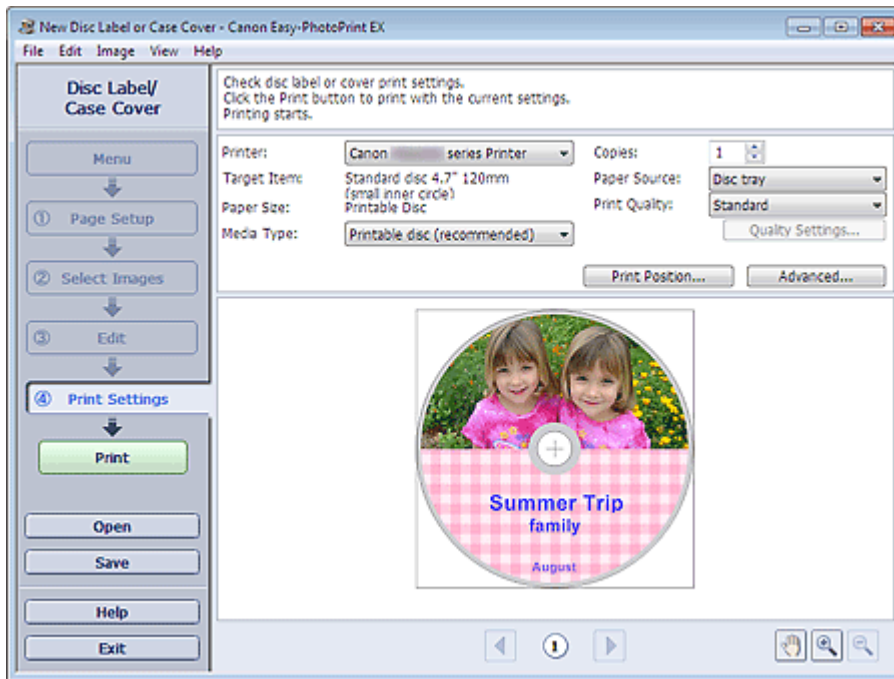 New Disc Label or Case Cover - Canon Easy-PhotoPrint EX
File Edit Image View Help
Disc Label/
Case Cover
Menu
① Page Setup
② Select Images
③ Edit
④ Print Settings
Print
Open
Save
Help
Exit
Check disc label or cover print settings.
Click the Print button to print with the current settings.
Printing starts.
Printer: Canon series Printer
Target Item: Standard disc 4.7" 120mm
(small inner circle)
Paper Size: Printable Disc
Media Type: Printable disc (recommended)
Copies: 1
Paper Source: Disc tray
Print Quality: Standard
Quality Settings...
Print Position... Advanced...
Summer Trip
family
August
1